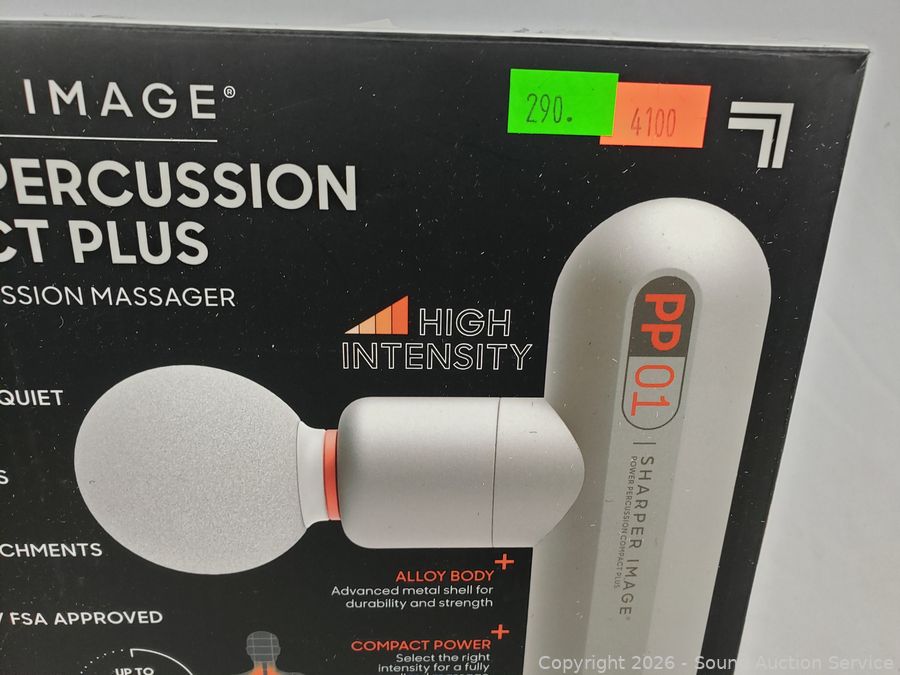 IMAGE®
290.
4100
PERCUSSION
CT PLUS
SSION MASSAGER
HIGH
INTENSITY
PP 01
SHARPER IMAGE®
POWER PERCUSSION COMPACT PLUS
QUIET
S
CHMENTS
ALLOY BODY
Advanced metal shell for
durability and strength
/ FSA APPROVED
UP TO
COMPACT POWER
Select the right
intensity for a fully
Copyright 2026 - Sound Auction Service